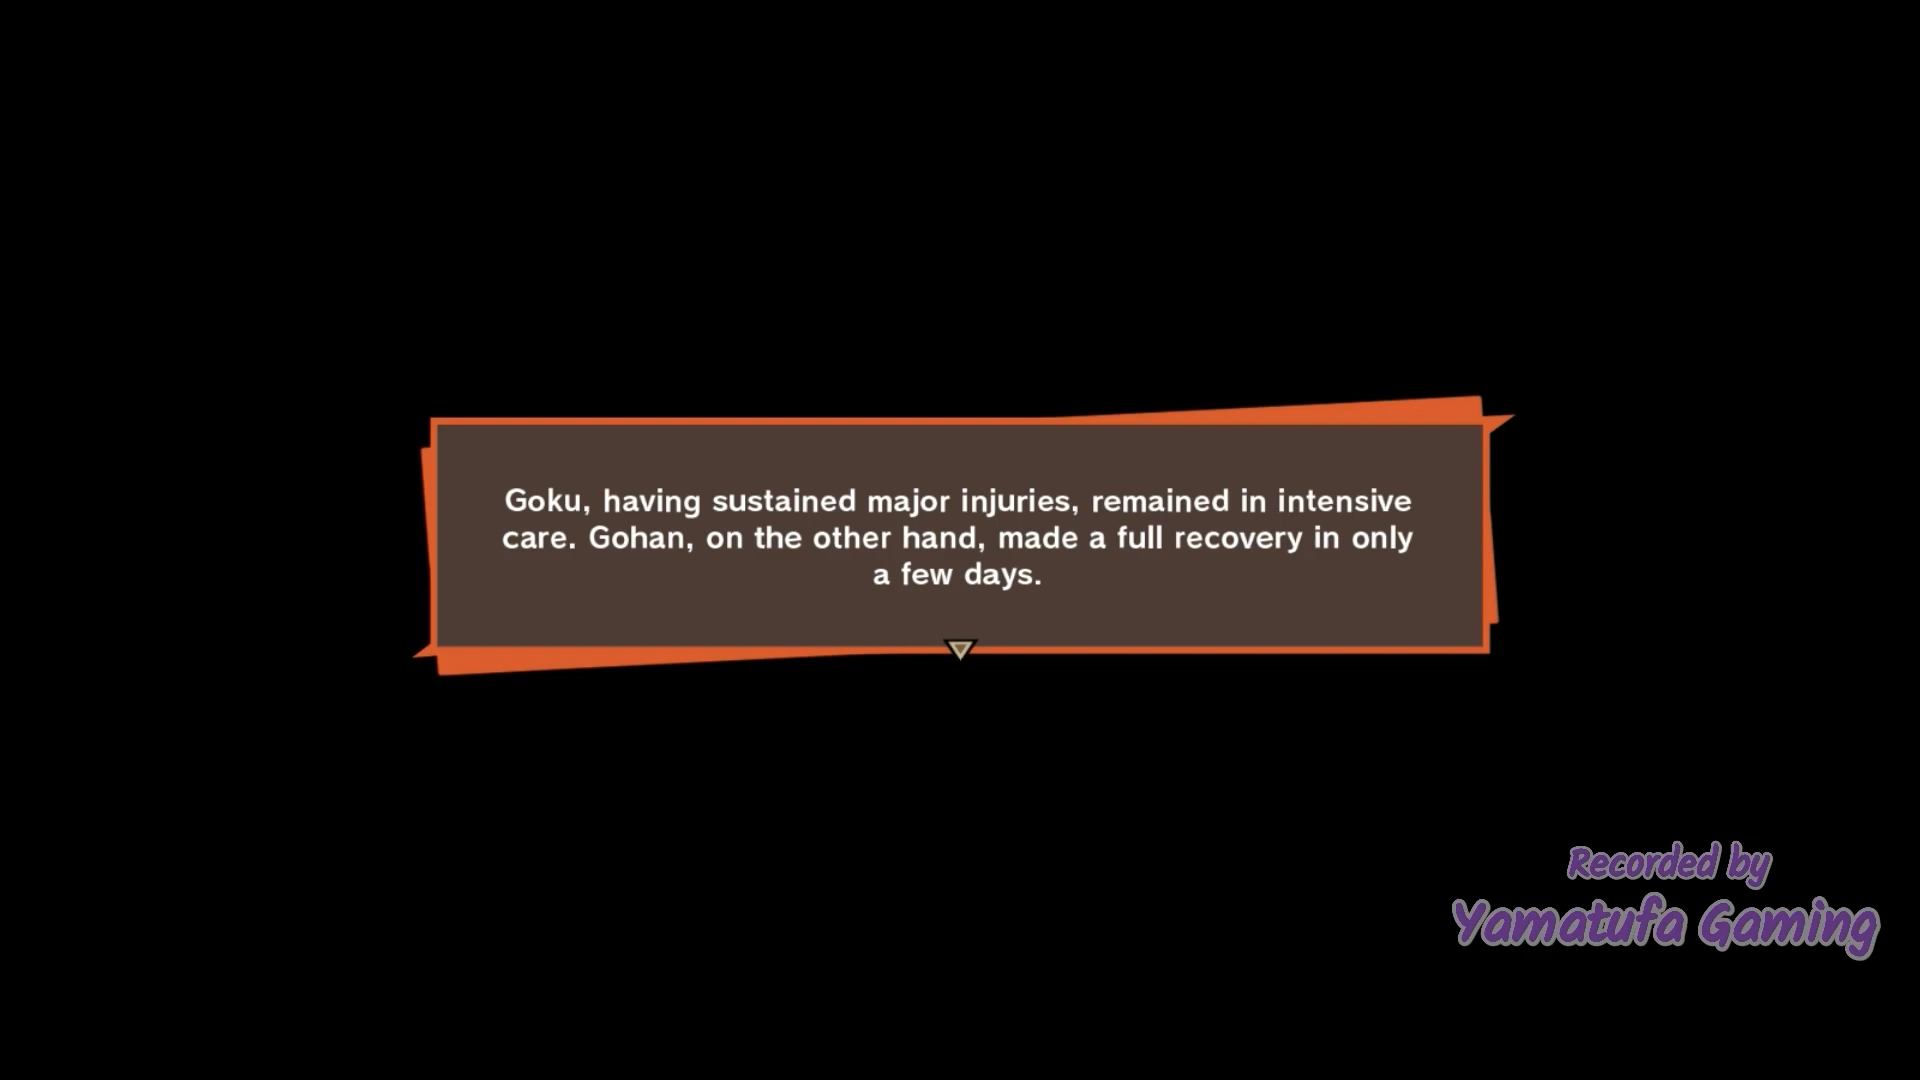 Goku, having sustained major injuries, remained in intensive
care. Gohan, on the other hand, made a full recovery in only
a few days.
Recorded by
Yamatufa Gaming